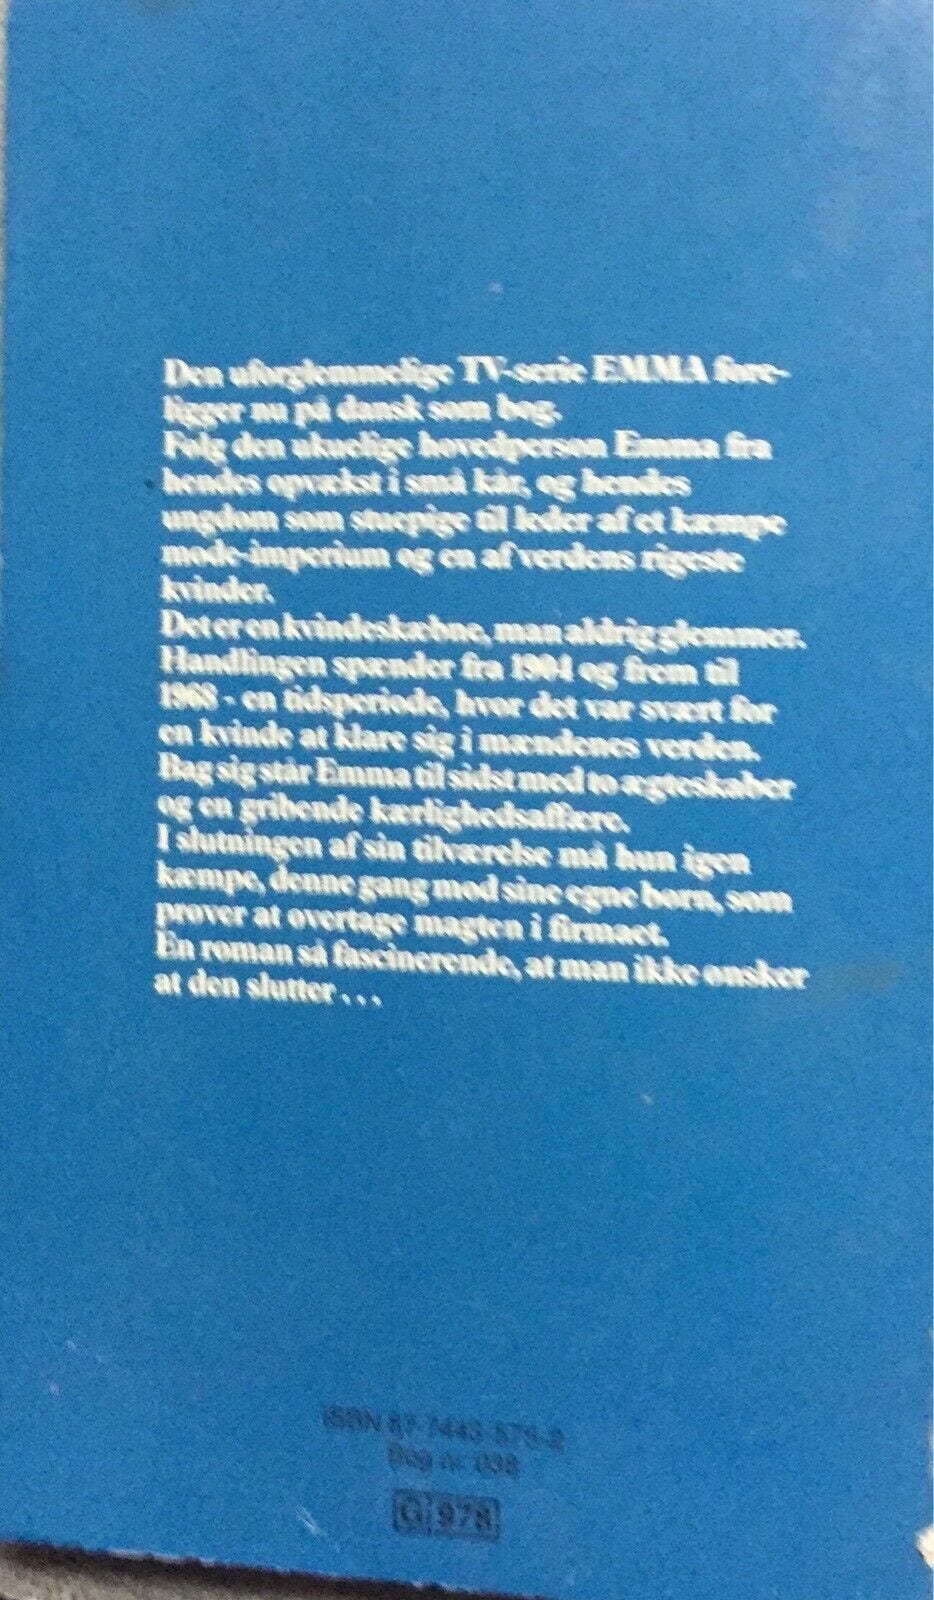 Den uforglemmelige TV-serie EMMA fore-
ligger nu på dansk som bog.
Følg den ukuelige hovedperson Emma fra
hendes opvækst i små kår, og hendes
ungdom som stuepige til leder af et kæmpe
mode-imperium og en af verdens rigeste
kvinder.
Det er en kvindeskæbne, man aldrig glemmer.
Handlingen spænder fra 1904 og frem til
1968 - en tidsperiode, hvor det var svært for
en kvinde at klare sig i mændenes verden.
Bag sig står Emma til sidst med to ægteskaber
og en gribende kærlighedsaffære.
I slutningen af sin tilværelse må hun igen
kæmpe, denne gang mod sine egne børn, som
prøver at overtage magten i firmaet.
En roman så fascinerende, at man ikke ønsker
at den slutter...
ISBN
Bog nr. 038
G 978